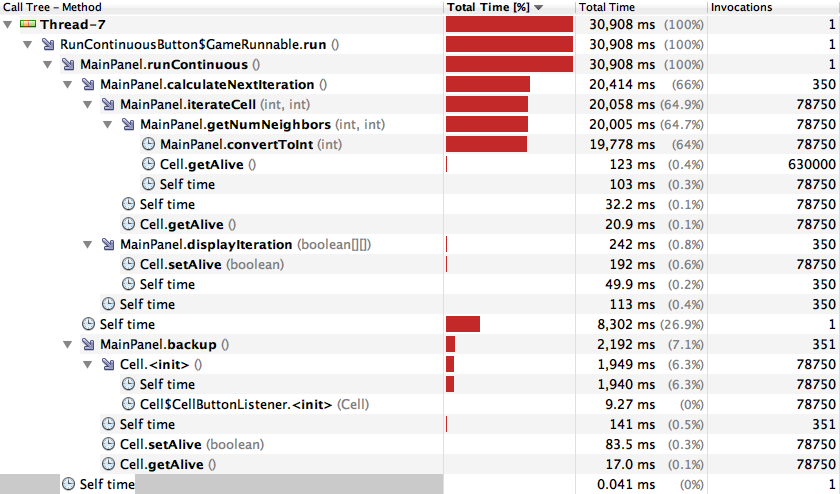 Call Tree – Method Total Time [%] Total Time Invocations
Thread-7 30,908 ms (100%) 1
RunContinuousButton$GameRunnable.run () 30,908 ms (100%) 1
MainPanel.runContinuous () 30,908 ms (100%) 1
MainPanel.calculateNextIteration () 20,414 ms (66%) 350
MainPanel.iterateCell (int, int) 20,058 ms (64.9%) 78750
MainPanel.getNumNeighbors (int, int) 20,005 ms (64.7%) 78750
MainPanel.convertToInt (int) 19,778 ms (64%) 78750
Cell.getAlive () 123 ms (0.4%) 630000
Self time 103 ms (0.3%) 78750
Self time 32.2 ms (0.1%) 78750
Cell.getAlive () 20.9 ms (0.1%) 78750
MainPanel.displayIteration (boolean[][]) 242 ms (0.8%) 350
Cell.setAlive (boolean) 192 ms (0.6%) 78750
Self time 49.9 ms (0.2%) 350
Self time 113 ms (0.4%) 350
Self time 8,302 ms (26.9%) 1
MainPanel.backup () 2,192 ms (7.1%) 351
Cell.<init> () 1,949 ms (6.3%) 78750
Self time 1,940 ms (6.3%) 78750
Cell$CellButtonListener.<init> (Cell) 9.27 ms (0%) 78750
Self time 141 ms (0.5%) 351
Cell.setAlive (boolean) 83.5 ms (0.3%) 78750
Cell.getAlive () 17.0 ms (0.1%) 78750
Self time 0.041 ms (0%) 1